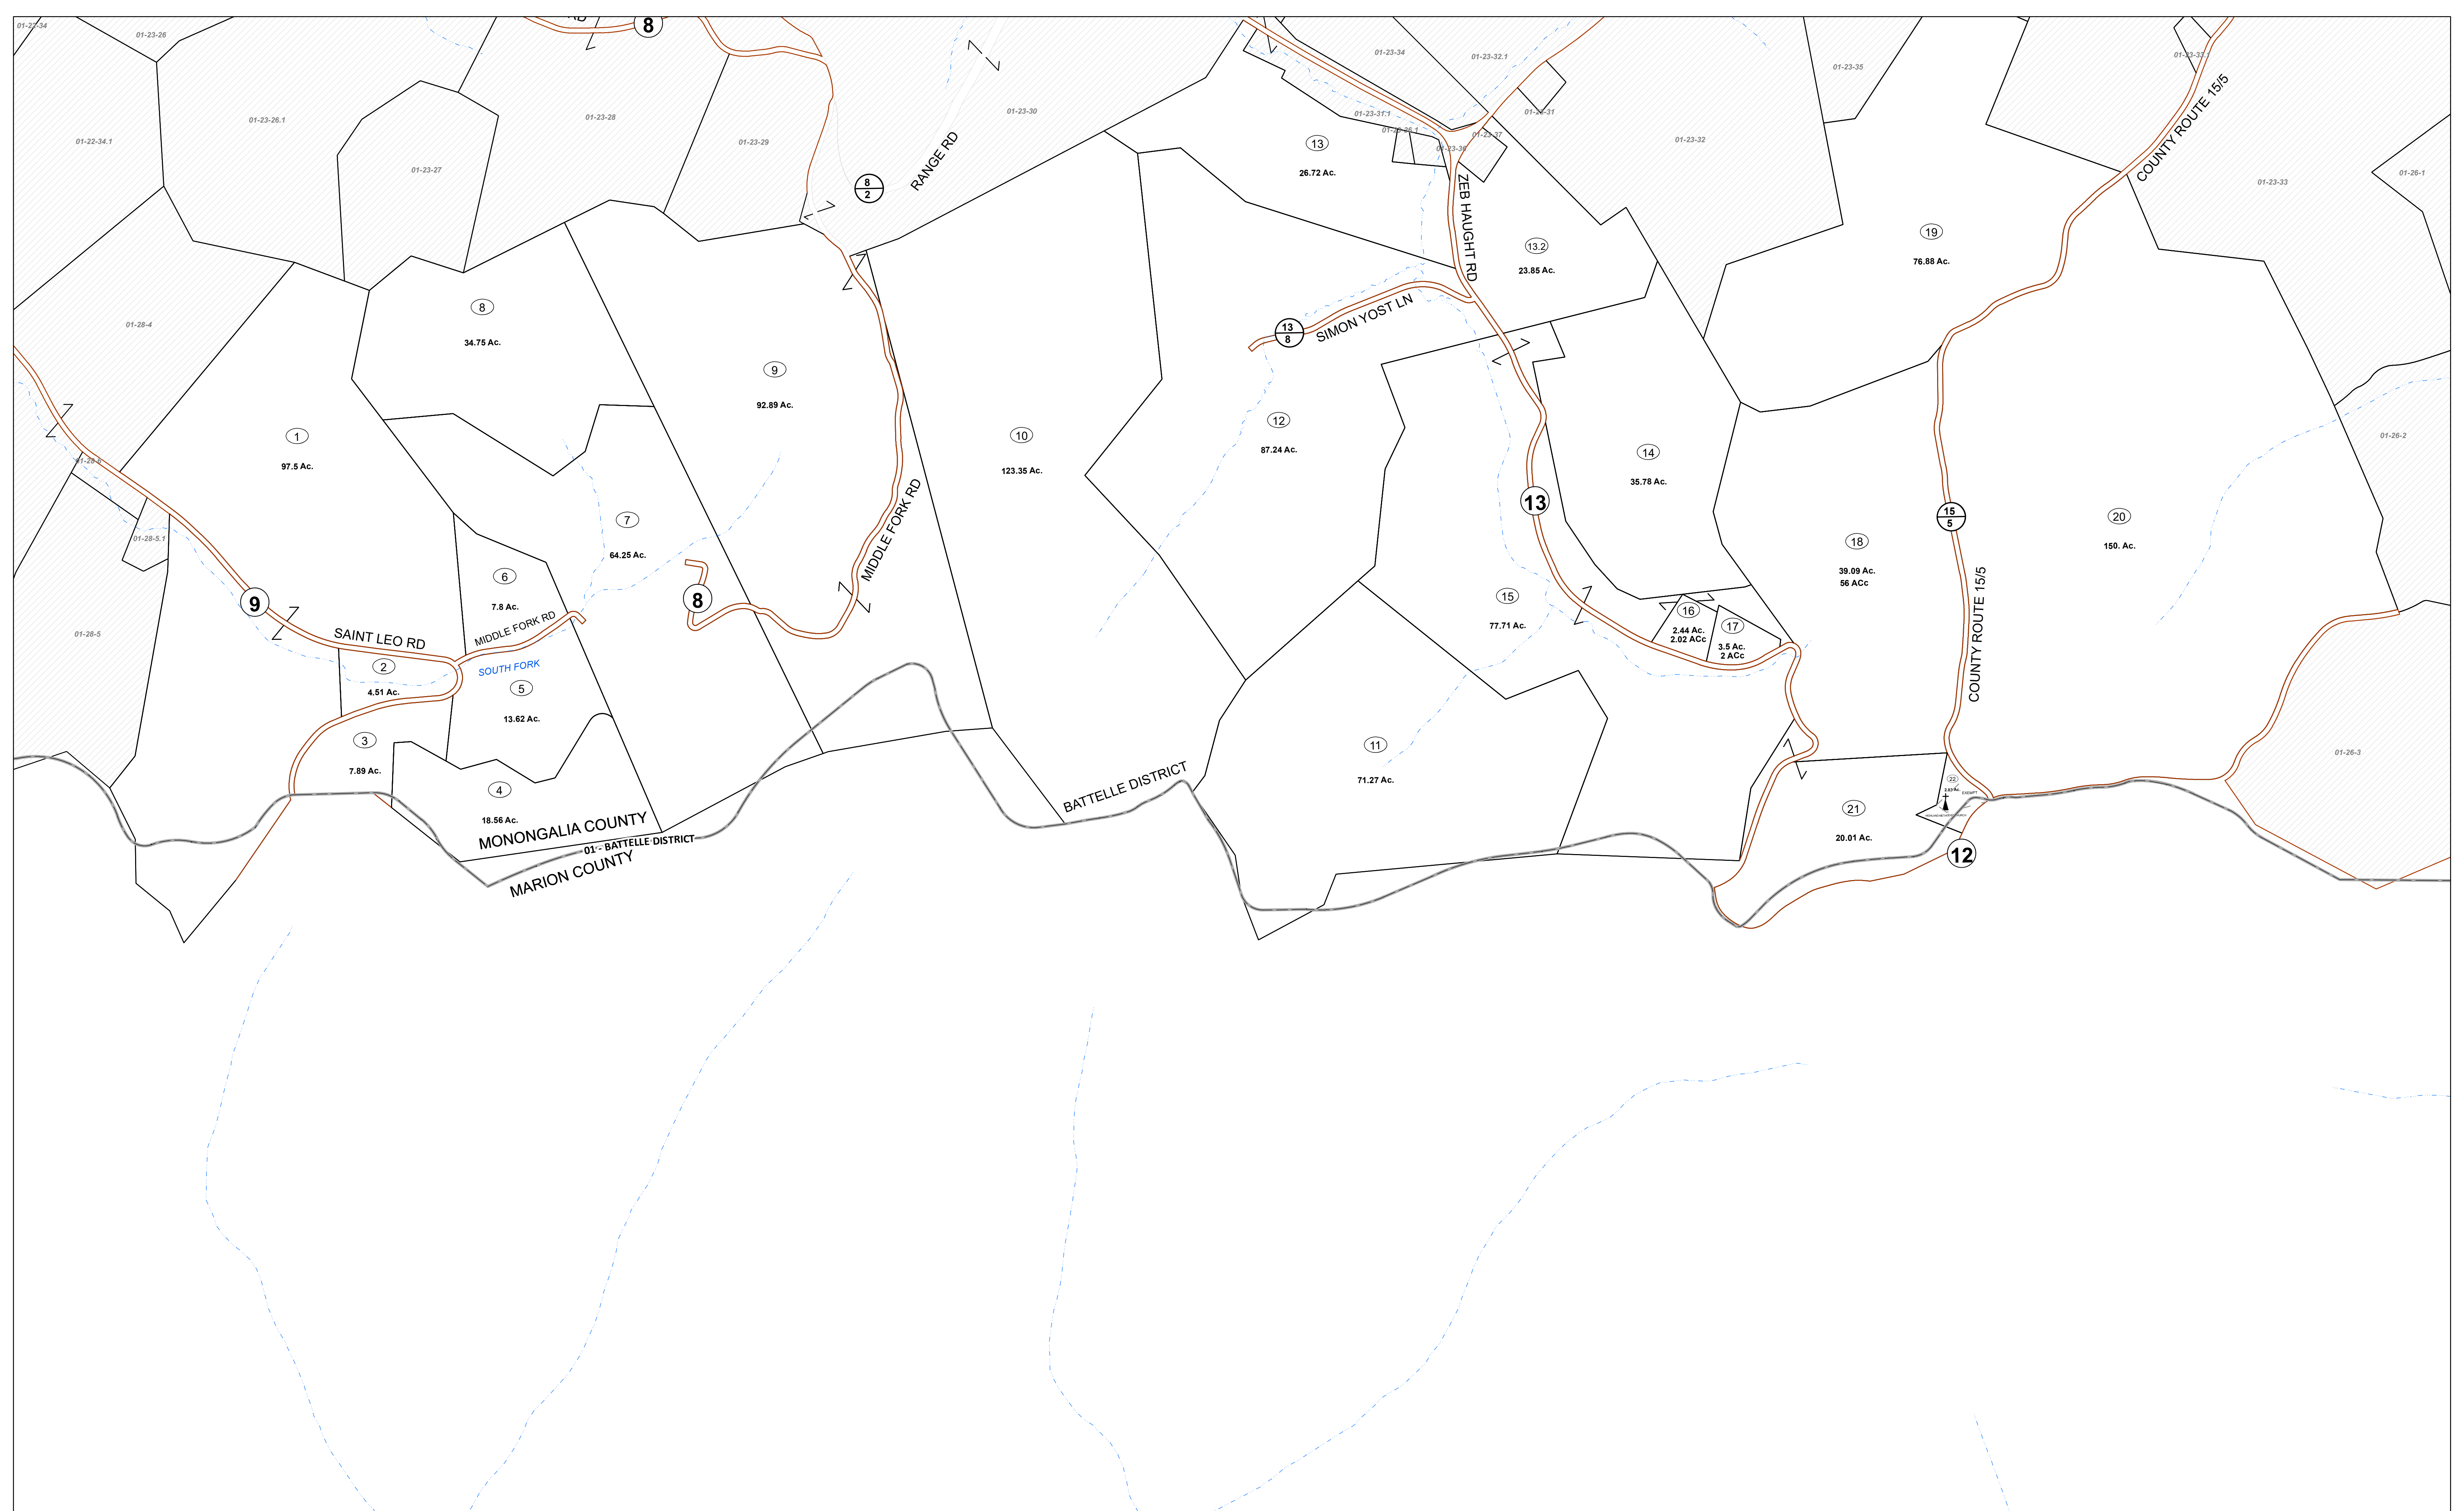 01-23-26
8
01-23-34
01-23-32.1
01-23-35
01-22-34.1
01-23-26.1
01-23-27
01-23-28
01-23-29
01-23-30
RANGE RD
8
2
01-23-31.1
01-23-31
01-23-37
01-23-32
COUNTY ROUTE 15/5
01-23-33
01-26-1
13
26.72 Ac.
ZEB HAUGHT RD
13.2
23.85 Ac.
19
76.88 Ac.
01-28-4
8
34.75 Ac.
9
92.89 Ac.
13
8
SIMON YOST LN
1
97.5 Ac.
10
123.35 Ac.
12
87.24 Ac.
14
35.78 Ac.
01-26-2
13
15
5
20
150. Ac.
18
39.09 Ac.
56 ACc
7
64.25 Ac.
MIDDLE FORK RD
01-28-5.1
6
7.8 Ac.
9
8
15
77.71 Ac.
16
2.44 Ac.
2.02 ACc
17
3.5 Ac.
2 ACc
COUNTY ROUTE 15/5
01-28-5
SAINT LEO RD
MIDDLE FORK RD
SOUTH FORK
2
4.51 Ac.
5
13.62 Ac.
3
7.89 Ac.
11
71.27 Ac.
01-26-3
4
18.56 Ac.
BATTELLE DISTRICT
22
EXEMPT
21
20.01 Ac.
MONONGALIA COUNTY
01 - BATTELLE DISTRICT
MARION COUNTY
12